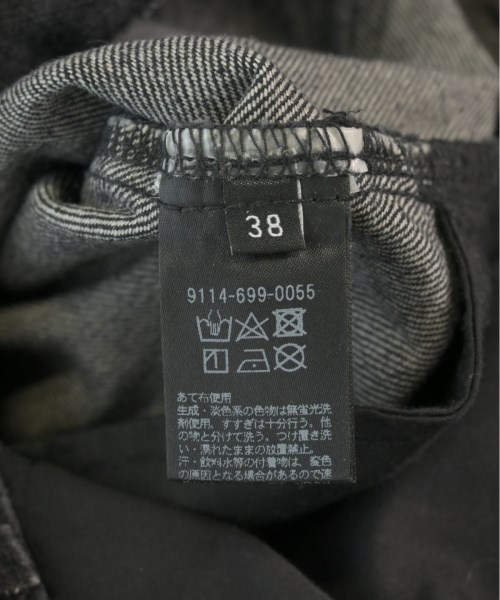 38
9114-699-0055
あて布使用
生成・淡色系の色物は無蛍光洗
剤使用。すすぎは十分行う。他
の物と分けて洗う。つけ置き洗
い・濡れたままの放置禁止。
汗・飲料水等の付着物は、変色
の原因となる場合があるので速